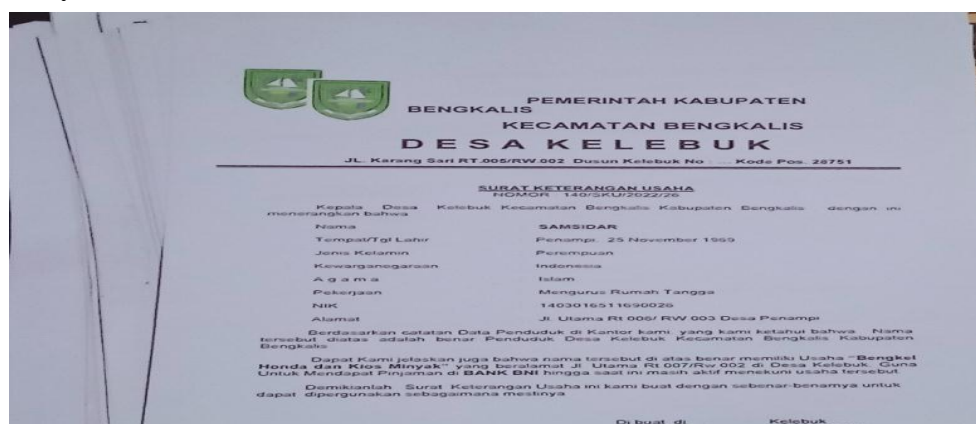 PEMERINTAH KABUPATEN
BENGKALIS
KECAMATAN BENGKALIS
DESA KELEBUK
JL. Karang Sari RT.005/RW.002 Dusun Kelebuk No : ... Kode Pos. 28751
SURAT KETERANGAN USAHA
NOMOR 140/SKU/2022/26
Kepala Desa Kelebuk Kecamatan Bengkalis Kabupaten Bengkalis dengan ini
menerangkan bahwa
Nama SAMSIDAR
Tempat/Tgl Lahir Penampi, 25 November 1969
Jenis Kelamin Perempuan
Kewarganegaraan Indonesia
A g a m a Islam
Pekerjaan Mengurus Rumah Tangga
NIK 1403016511690026
Alamat Jl. Utama Rt 006/ RW 003 Desa Penampi
Berdasarkan catatan Data Penduduk di Kantor kami, yang kami ketahui bahwa Nama
tersebut diatas adalah benar Penduduk Desa Kelebuk Kecamatan Bengkalis Kabupaten
Bengkalis
Dapat Kami jelaskan juga bahwa nama tersebut di atas benar memiliki Usaha "Bengkel
Honda dan Kios Minyak" yang beralamat Jl Utama Rt 007/Rw 002 di Desa Kelebuk. Guna
Untuk Mendapat Pinjaman di BANK BNI hingga saat ini masih aktif menekuni usaha tersebut.
Demikianlah Surat Keterangan Usaha ini kami buat dengan sebenar-benarnya untuk
dapat dipergunakan sebagaimana mestinya
Di buat di Kelebuk